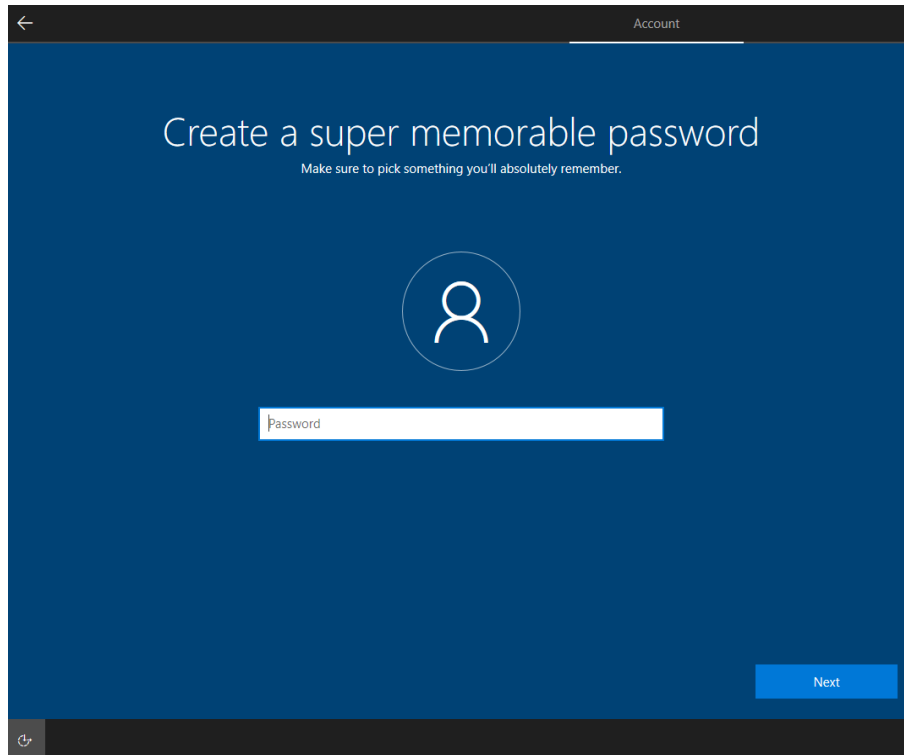 Account
Create a super memorable password
Make sure to pick something you'll absolutely remember.
Password
Next